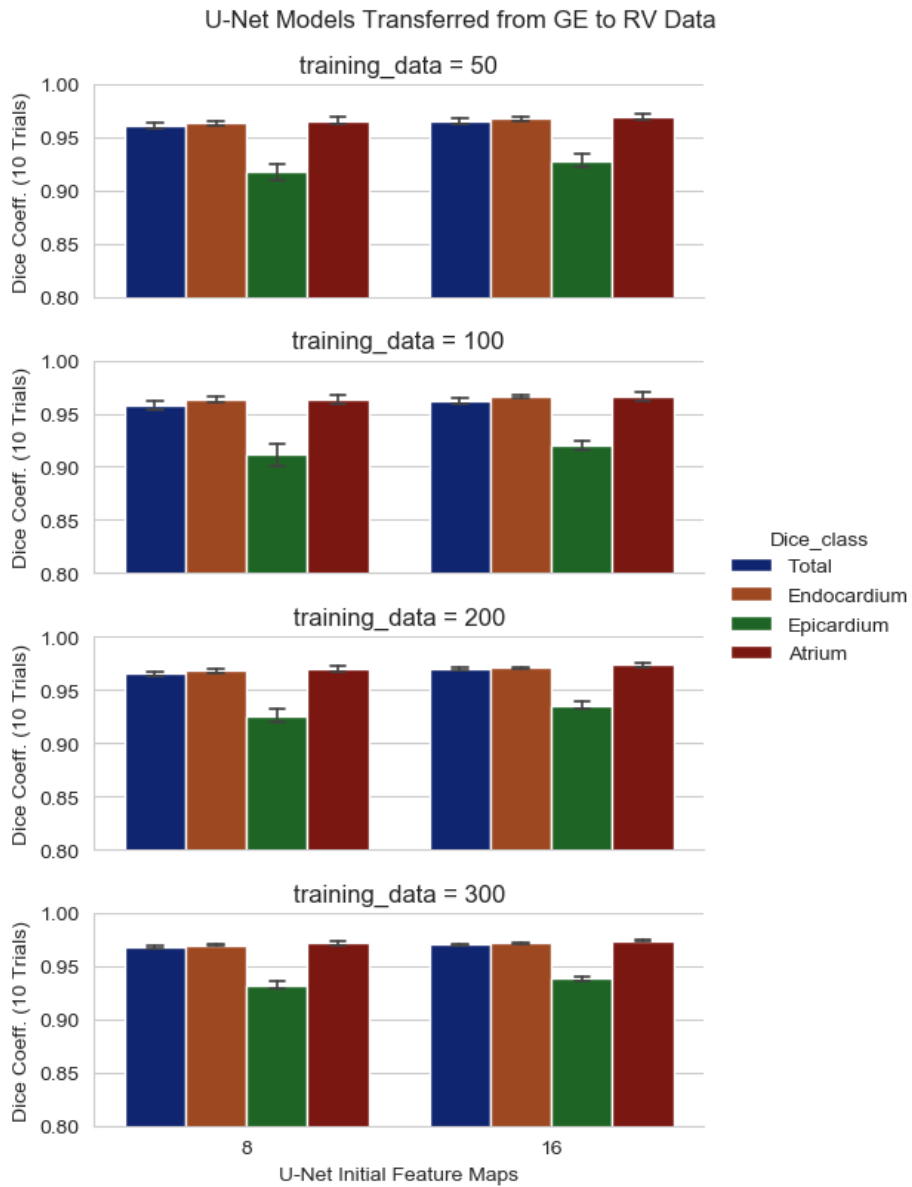 U-Net Models Transferred from GE to RV Data
training_data = 50
1.00
0.95
0.90
0.85
0.80
Dice Coeff. (10 Trials)
training_data = 100
1.00
0.95
0.90
0.85
0.80
Dice Coeff. (10 Trials)
training_data = 200
1.00
0.95
0.90
0.85
0.80
Dice Coeff. (10 Trials)
training_data = 300
1.00
0.95
0.90
0.85
0.80
Dice Coeff. (10 Trials)
8
16
U-Net Initial Feature Maps
Dice_class
Total
Endocardium
Epicardium
Atrium